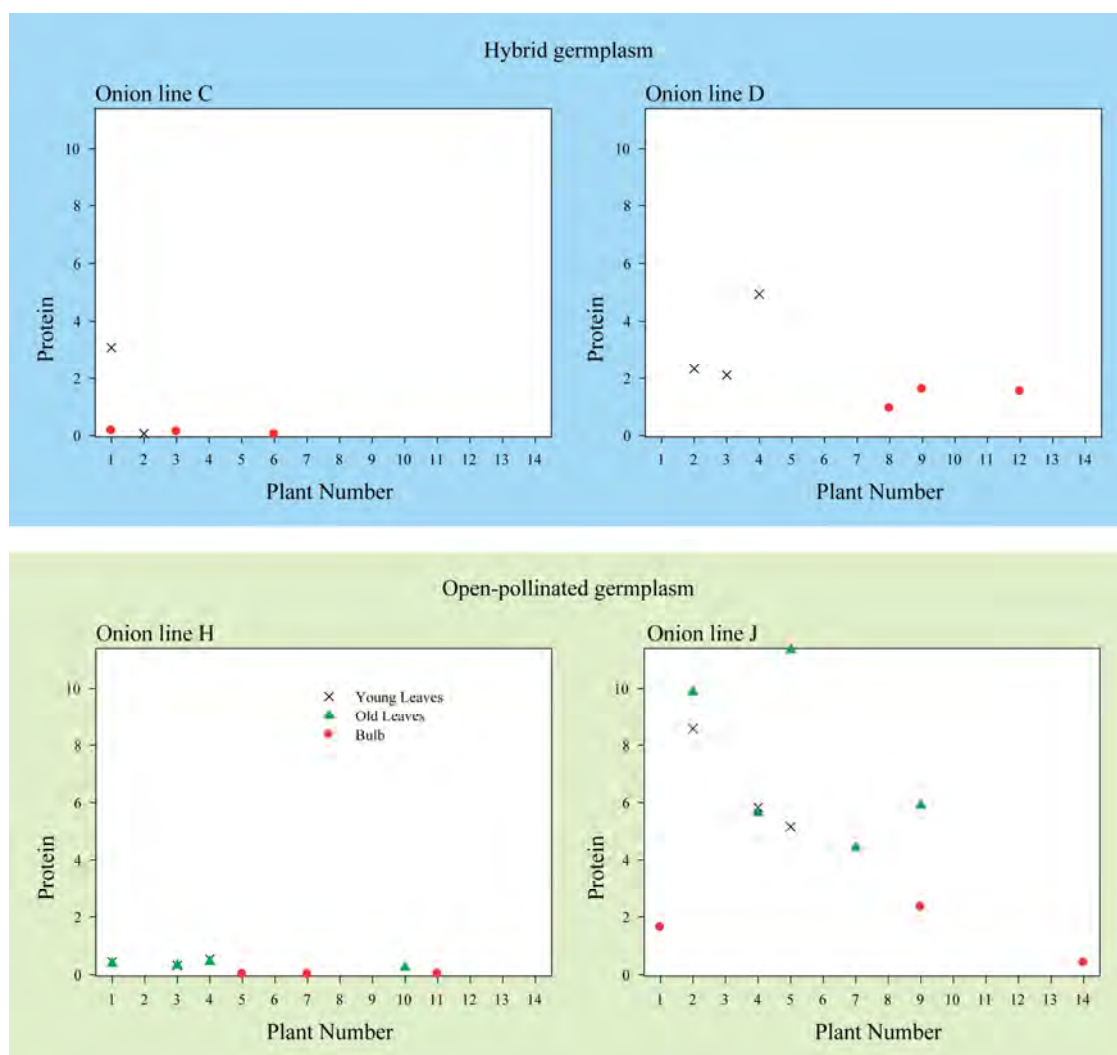 Hybrid germplasm
Onion line C
Protein
10
8
6
4
2
0
1 2 3 4 5 6 7 8 9 10 11 12 13 14
Plant Number
Onion line D
Protein
10
8
6
4
2
0
1 2 3 4 5 6 7 8 9 10 11 12 13 14
Plant Number
Open-pollinated germplasm
Onion line H
Protein
10
8
6
4
2
0
Young Leaves
Old Leaves
Bulb
1 2 3 4 5 6 7 8 9 10 11 12 13 14
Plant Number
Onion line J
Protein
10
8
6
4
2
0
1 2 3 4 5 6 7 8 9 10 11 12 13 14
Plant Number